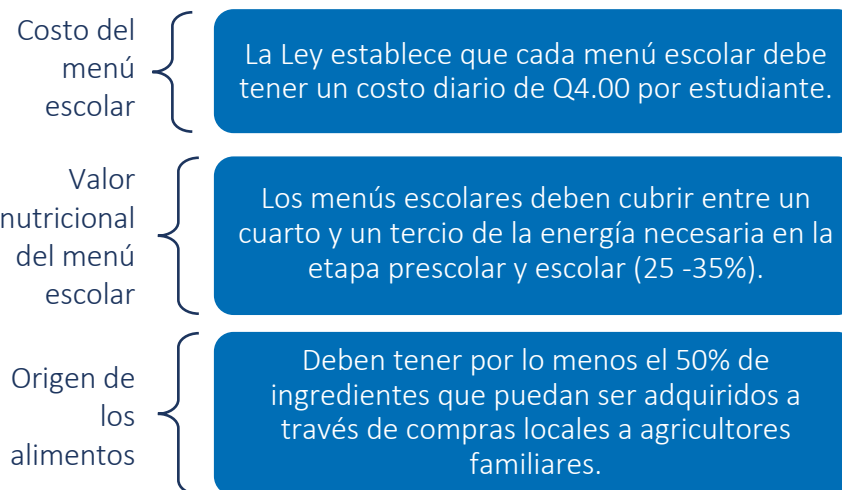 Costo del
menú
escolar
La Ley establece que cada menú escolar debe
tener un costo diario de Q4.00 por estudiante.
Valor
nutricional
del menú
escolar
Los menús escolares deben cubrir entre un
cuarto y un tercio de la energía necesaria en la
etapa prescolar y escolar (25 -35%).
Origen de
los
alimentos
Deben tener por lo menos el 50% de
ingredientes que puedan ser adquiridos a
través de compras locales a agricultores
familiares.